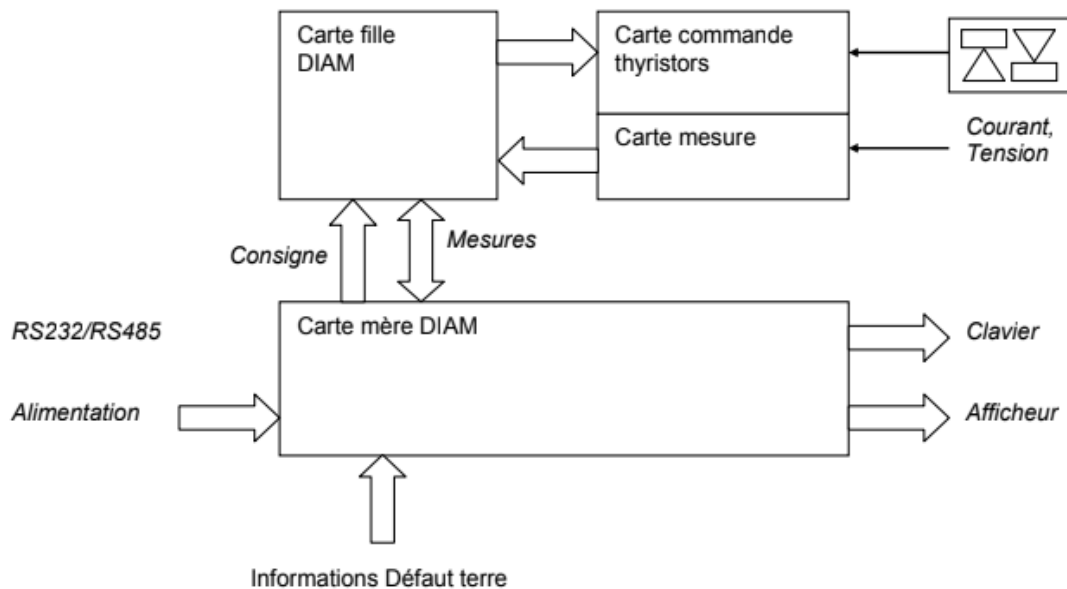 Carte fille
DIAM
Carte commande
thyristors
Carte mesure
Courant,
Tension
Consigne
Mesures
RS232/RS485
Carte mère DIAM
Clavier
Alimentation
Afficheur
Informations Défaut terre